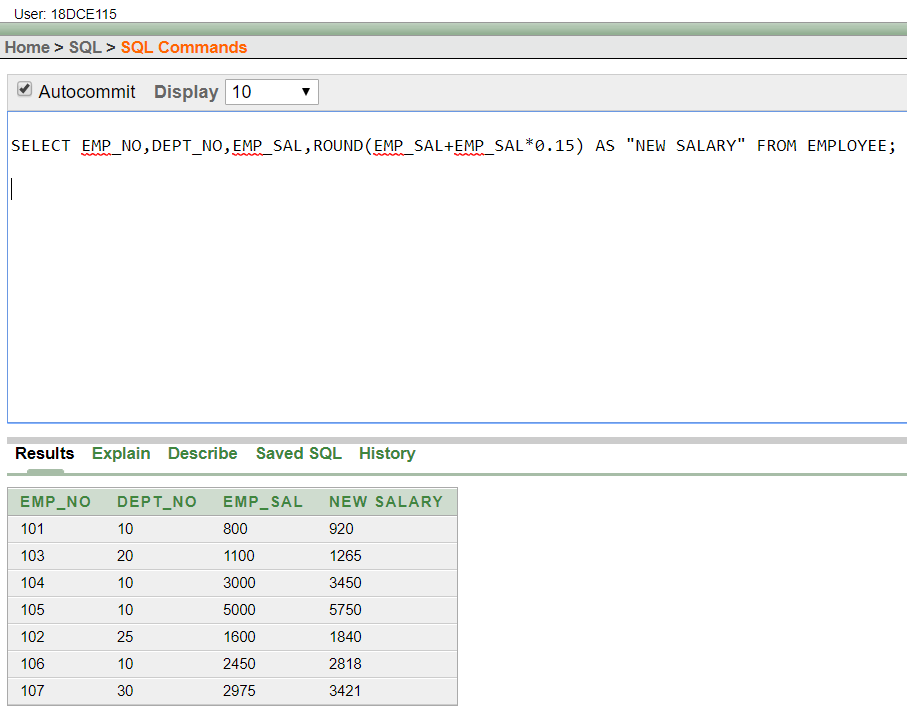 User: 18DCE115
Home > SQL > SQL Commands
Autocommit Display 10
SELECT EMP_NO,DEPT_NO,EMP_SAL,ROUND(EMP_SAL+EMP_SAL*0.15) AS "NEW SALARY" FROM EMPLOYEE;
Results Explain Describe Saved SQL History
EMP_NO DEPT_NO EMP_SAL NEW SALARY
101 10 800 920
103 20 1100 1265
104 10 3000 3450
105 10 5000 5750
102 25 1600 1840
106 10 2450 2818
107 30 2975 3421